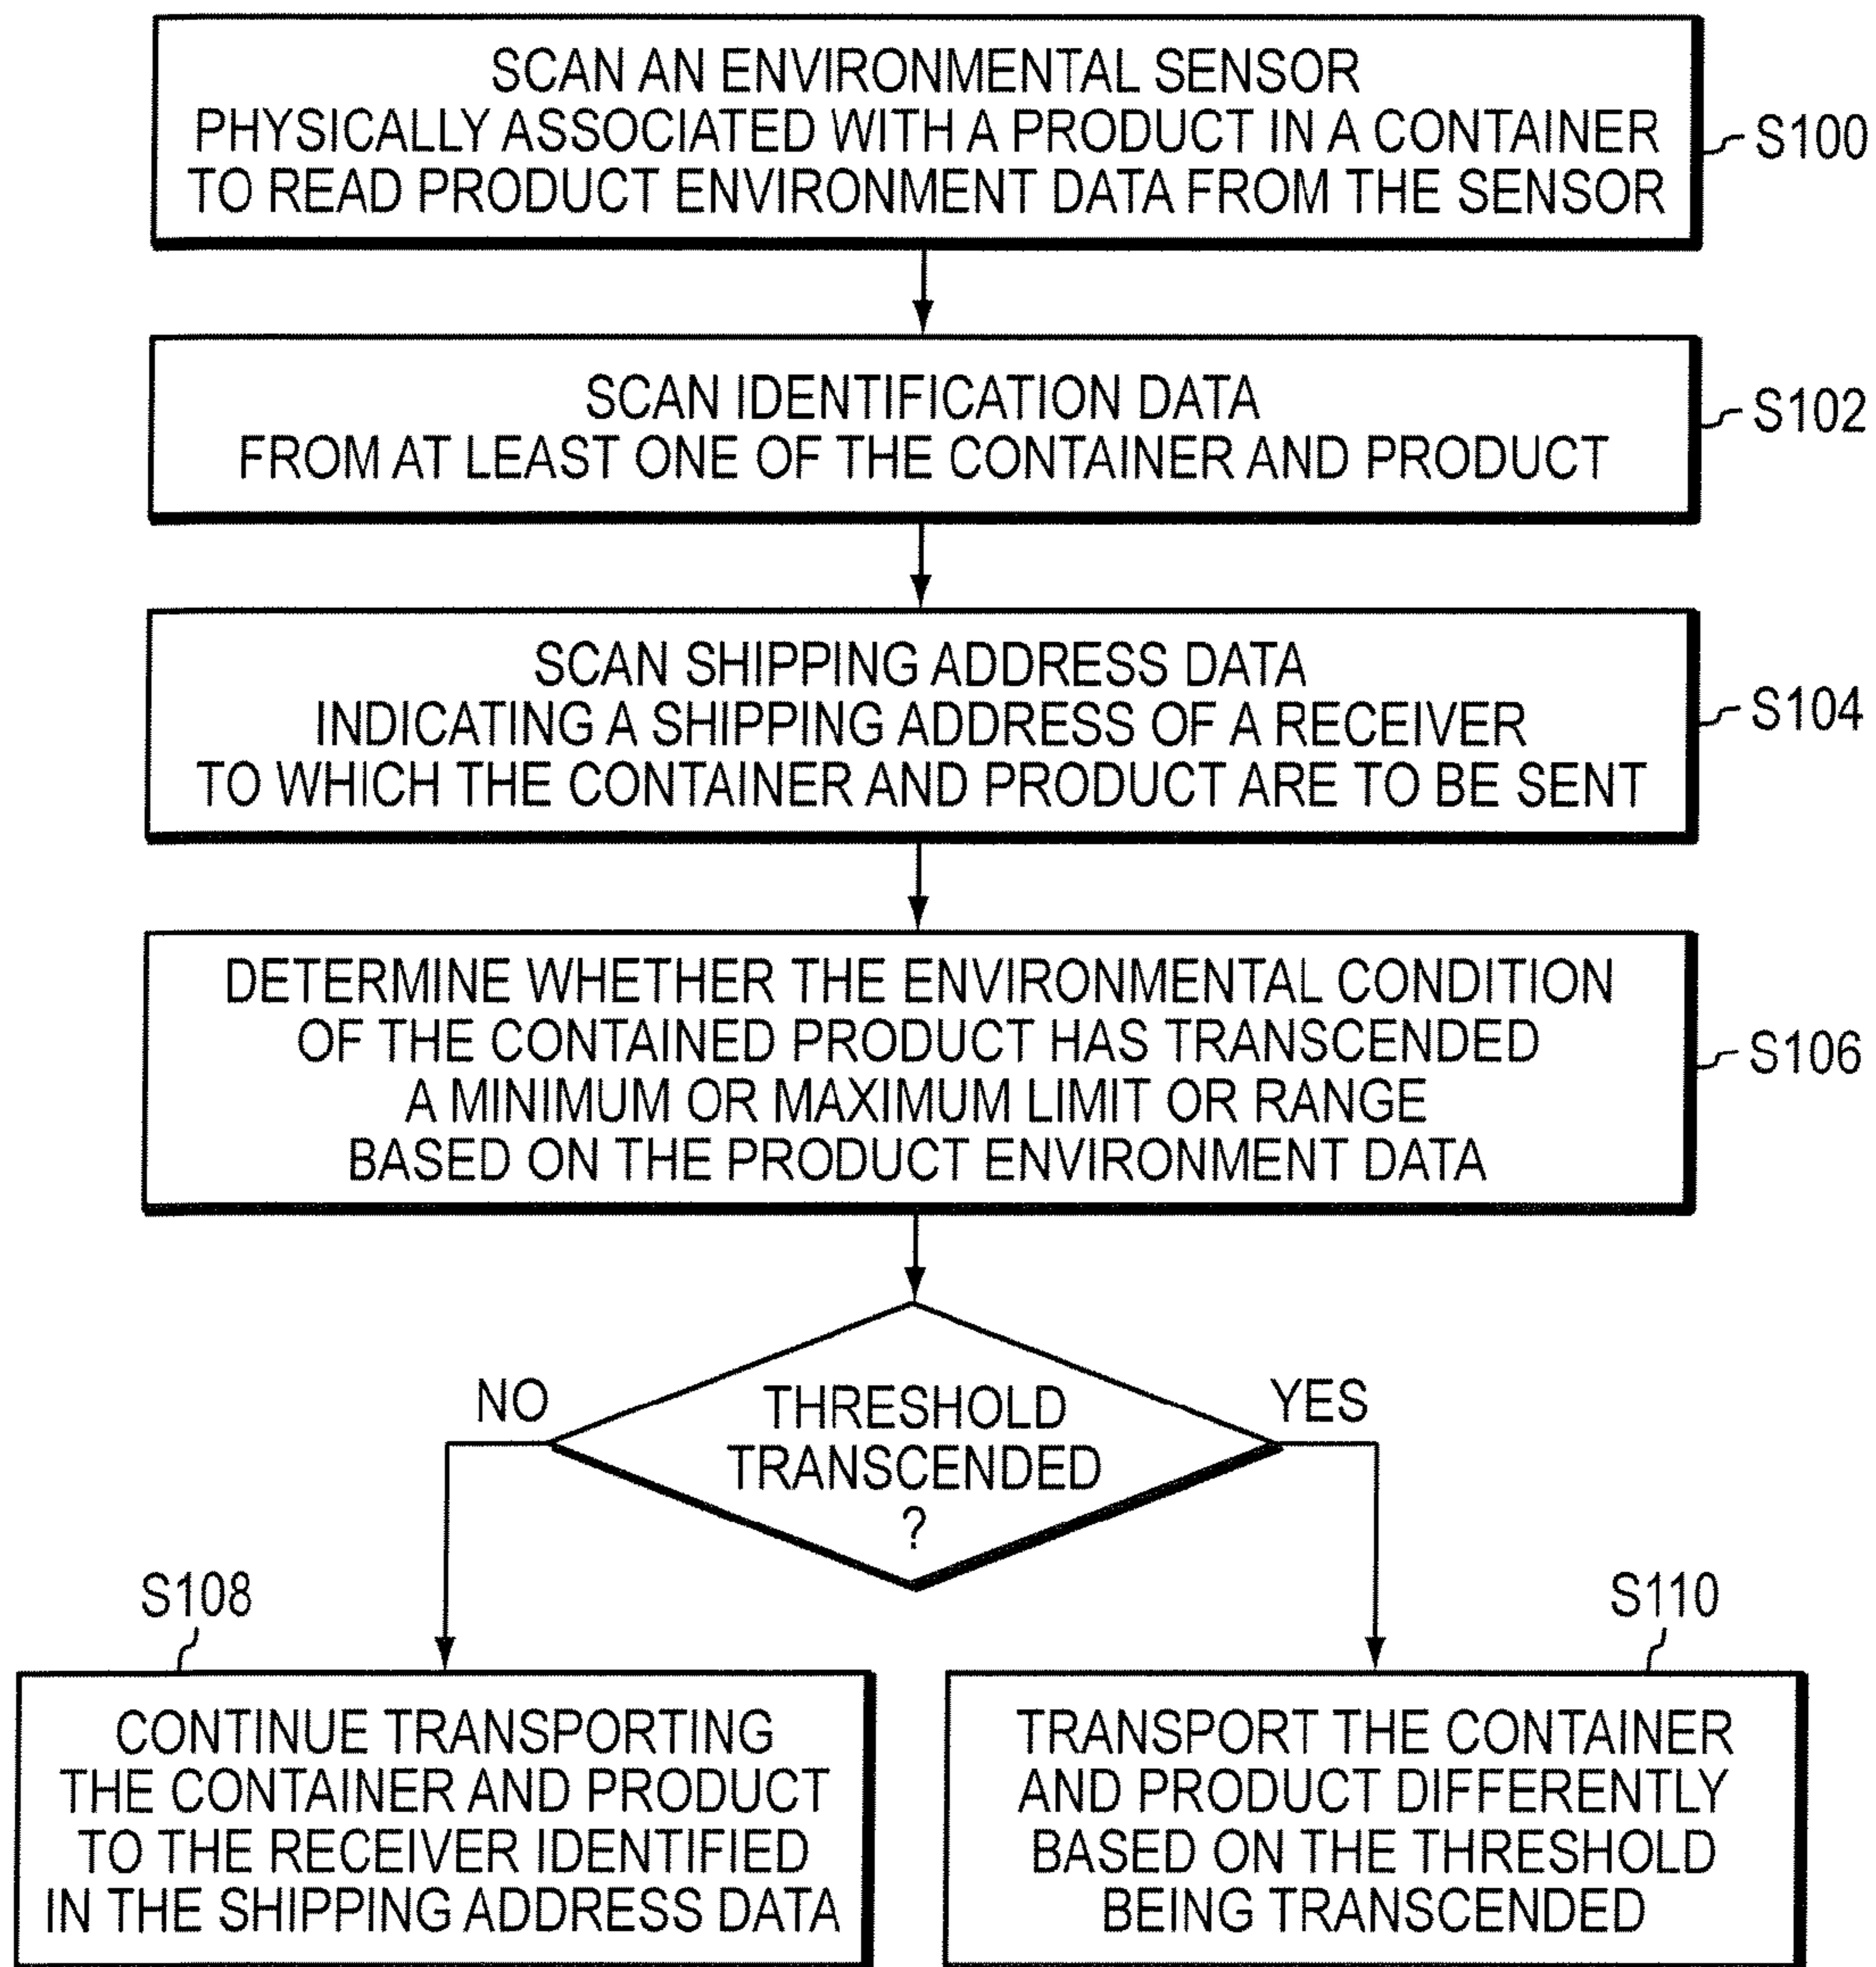 SCAN AN ENVIRONMENTAL SENSOR
PHYSICALLY ASSOCIATED WITH A PRODUCT IN A CONTAINER
TO READ PRODUCT ENVIRONMENT DATA FROM THE SENSOR
S100
SCAN IDENTIFICATION DATA
FROM AT LEAST ONE OF THE CONTAINER AND PRODUCT
S102
SCAN SHIPPING ADDRESS DATA
INDICATING A SHIPPING ADDRESS OF A RECEIVER
TO WHICH THE CONTAINER AND PRODUCT ARE TO BE SENT
S104
DETERMINE WHETHER THE ENVIRONMENTAL CONDITION
OF THE CONTAINED PRODUCT HAS TRANSCENDED
A MINIMUM OR MAXIMUM LIMIT OR RANGE
BASED ON THE PRODUCT ENVIRONMENT DATA
S106
NO
THRESHOLD
TRANSCENDED
?
YES
S108
CONTINUE TRANSPORTING
THE CONTAINER AND PRODUCT
TO THE RECEIVER IDENTIFIED
IN THE SHIPPING ADDRESS DATA
S110
TRANSPORT THE CONTAINER
AND PRODUCT DIFFERENTLY
BASED ON THE THRESHOLD
BEING TRANSCENDED